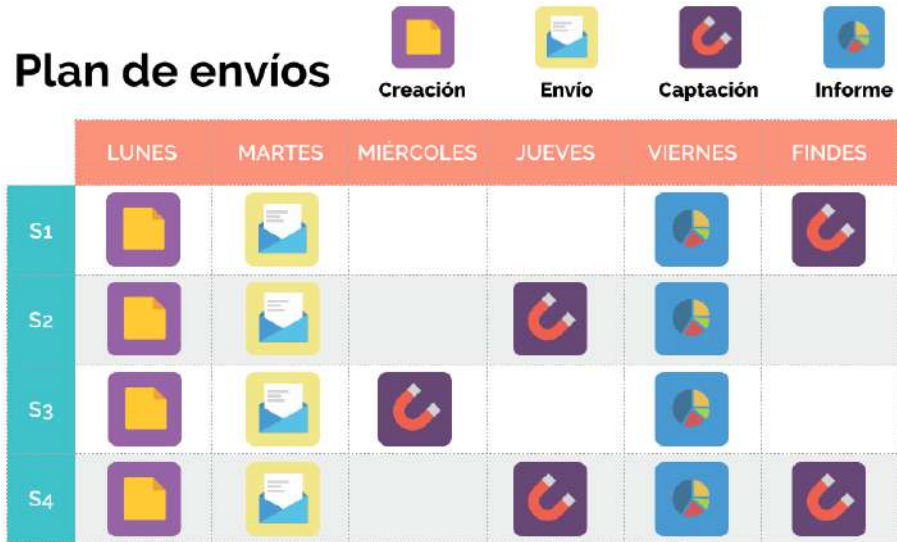 Plan de envíos
Creación Envío Captación Informe
LUNES MARTES MIÉRCOLES JUEVES VIERNES FINDES
S1
S2
S3
S4